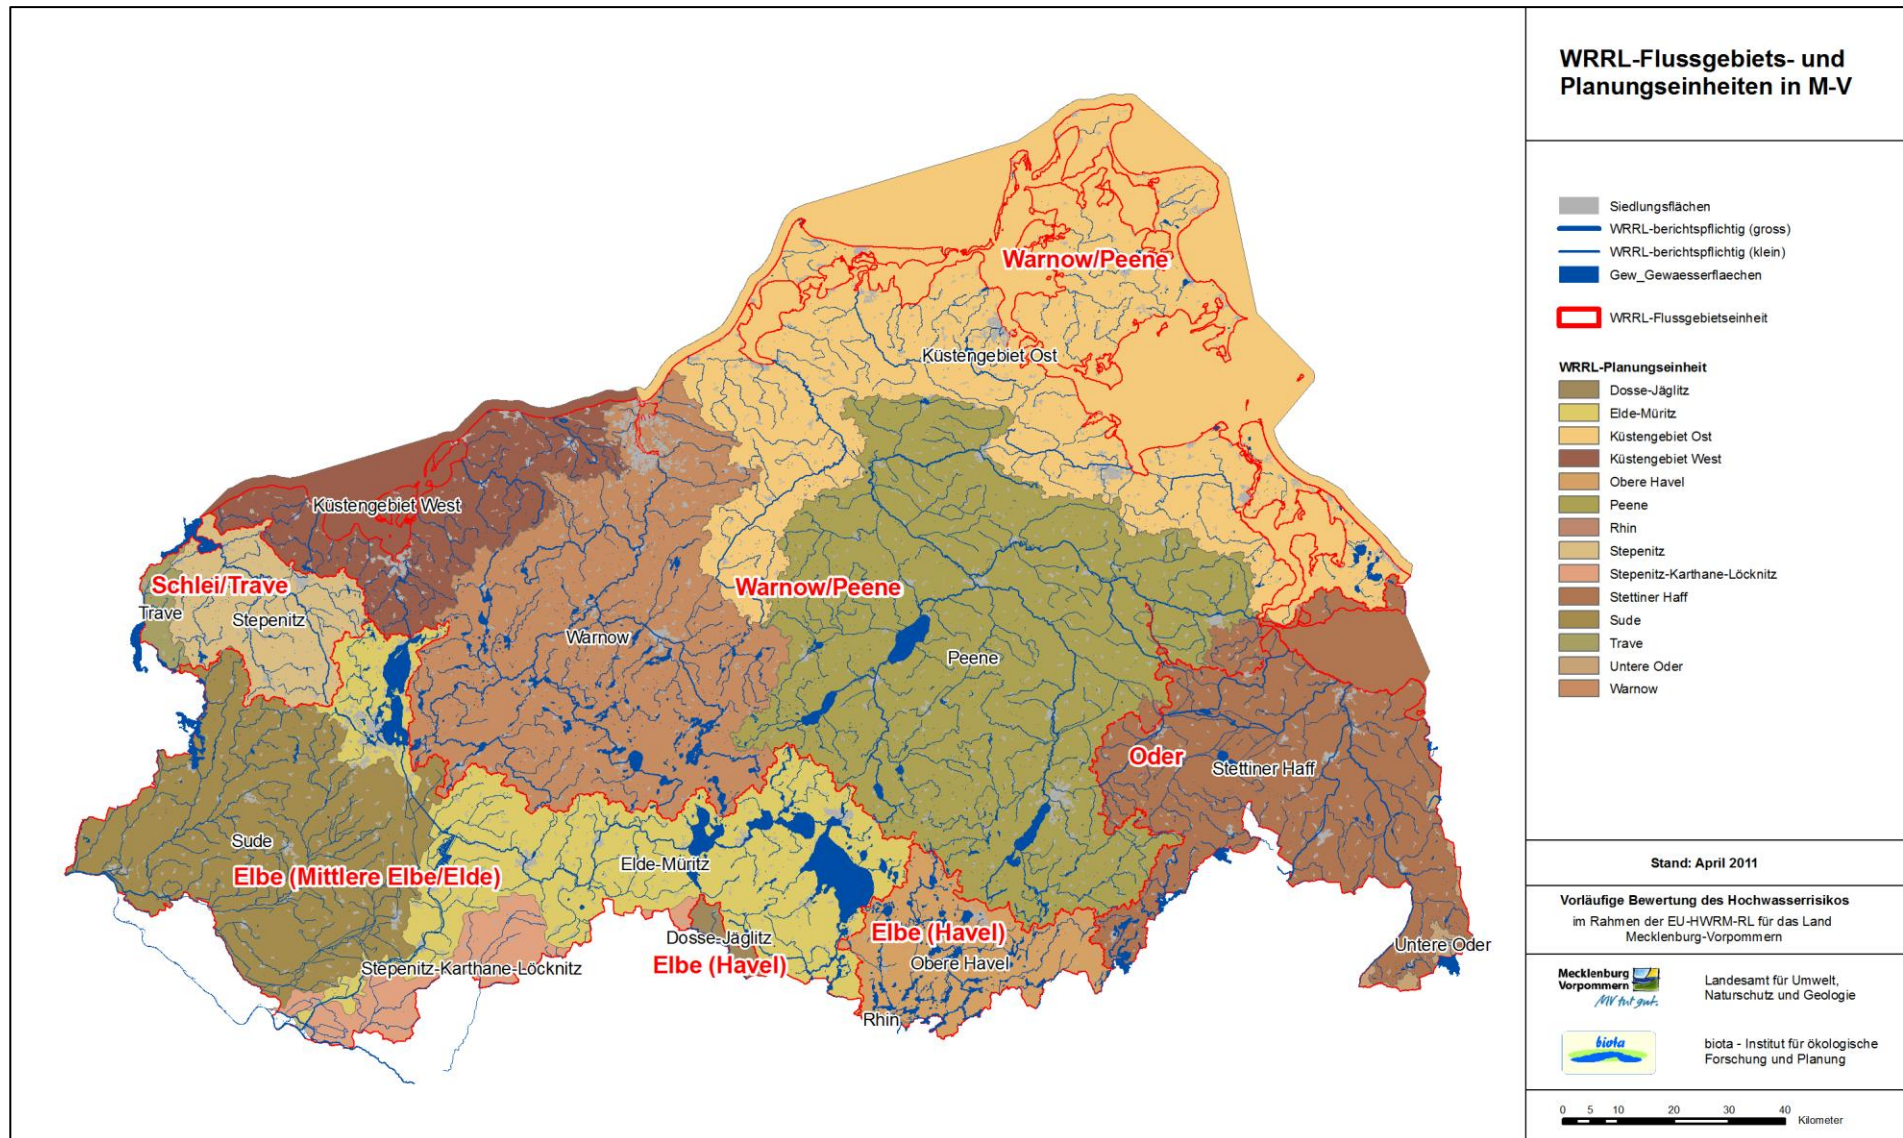 WRRL-Flussgebiets- und
Planungseinheiten in M-V
Siedlungsflächen
WRRL-berichtspflichtig (gross)
WRRL-berichtspflichtig (klein)
Gew_Gewaesserflaechen
WRRL-Flussgebietseinheit
WRRL-Planungseinheit
Dosse-Jäglitz
Elde-Müritz
Küstengebiet Ost
Küstengebiet West
Obere Havel
Peene
Rhin
Stepenitz
Stepenitz-Karthane-Löcknitz
Stettiner Haff
Sude
Trave
Untere Oder
Warnow
Stand: April 2011
Vorläufige Bewertung des Hochwasserrisikos
im Rahmen der EU-HWRM-RL für das Land
Mecklenburg-Vorpommern
Mecklenburg
Vorpommern
MV tut gut.
Landesamt für Umwelt,
Naturschutz und Geologie
biota
biota - Institut für ökologische
Forschung und Planung
0 5 10 20 30 40
Kilometer
Warnow/Peene
Küstengebiet Ost
Küstengebiet West
Schlei/Trave
Trave
Stepenitz
Warnow/Peene
Warnow
Peene
Oder
Stettiner Haff
Sude
Elbe (Mittlere Elbe/Elde)
Elde-Müritz
Dosse-Jäglitz
Elbe (Havel)
Elbe (Havel)
Obere Havel
Stepenitz-Karthane-Löcknitz
Rhin
Untere Oder